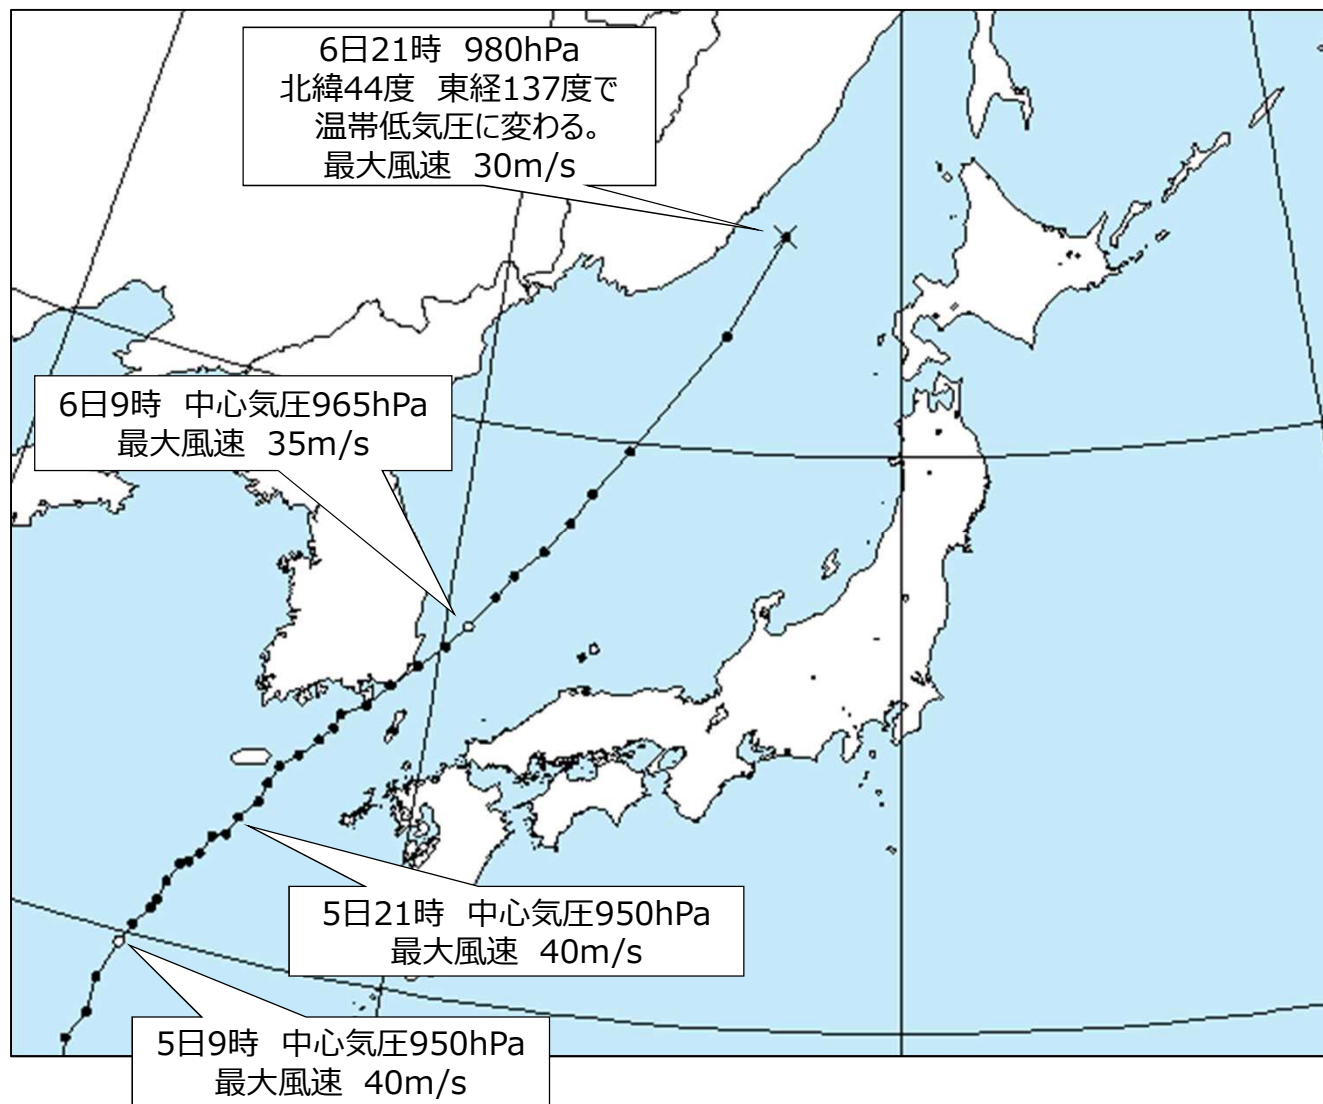 6日21時 980hPa
北緯44度 東経137度で
温帯低気圧に変わる。
最大風速 30m/s
6日9時 中心気圧965hPa
最大風速 35m/s
5日21時 中心気圧950hPa
最大風速 40m/s
5日9時 中心気圧950hPa
最大風速 40m/s